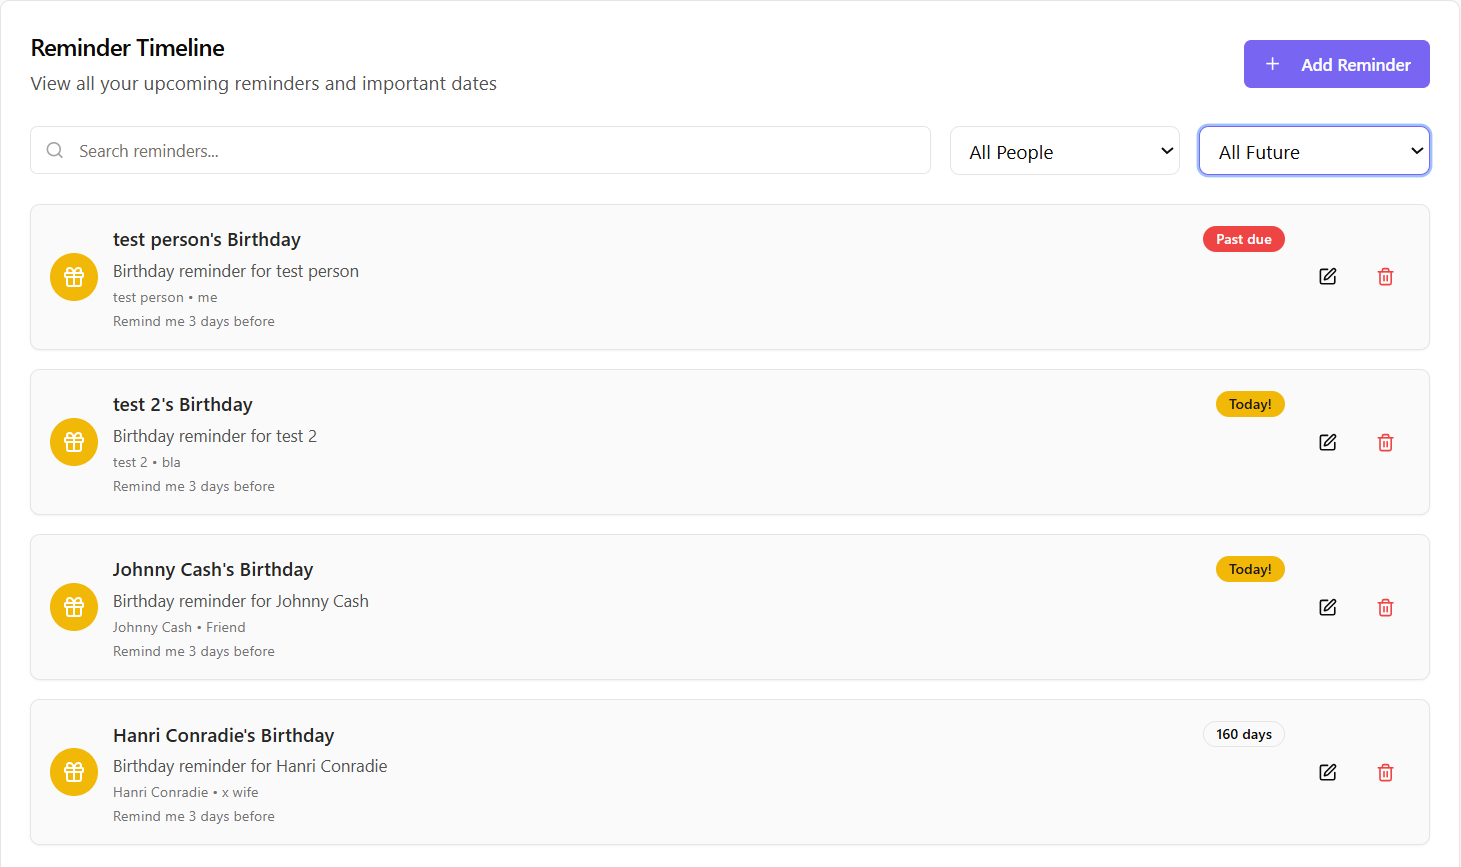 Reminder Timeline
View all your upcoming reminders and important dates
Add Reminder
Search reminders...
All People
All Future
test person's Birthday
Past due
Birthday reminder for test person
test person • me
Remind me 3 days before
test 2's Birthday
Today!
Birthday reminder for test 2
test 2 • bla
Remind me 3 days before
Johnny Cash's Birthday
Today!
Birthday reminder for Johnny Cash
Johnny Cash • Friend
Remind me 3 days before
Hanri Conradie's Birthday
160 days
Birthday reminder for Hanri Conradie
Hanri Conradie • x wife
Remind me 3 days before